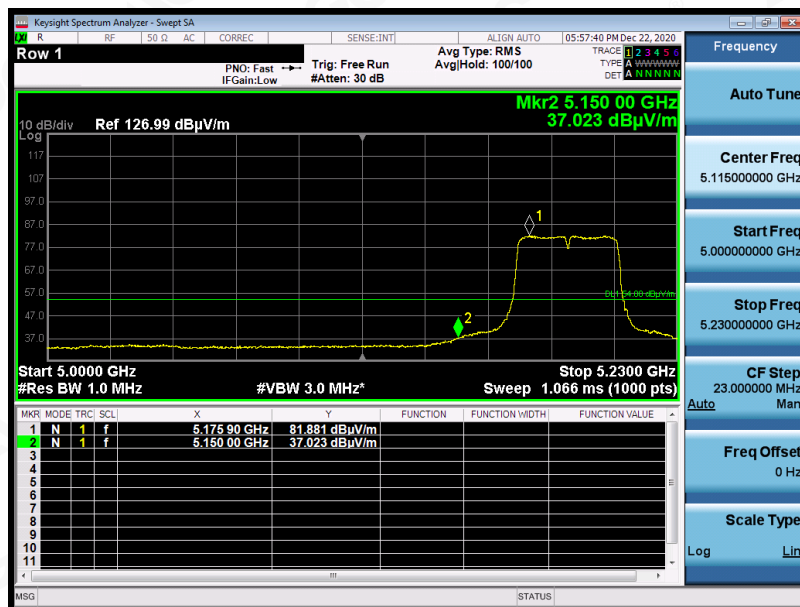 Keysight Spectrum Analyzer - Swept SA
LXI R RF 50 Ω AC CORREC SENSE:INT ALIGN AUTO 05:57:40 PM Dec 22, 2020
Row 1
PNO: Fast
IFGain:Low
Trig: Free Run
#Atten: 30 dB
Avg Type: RMS
Avg|Hold: 100/100
TRACE 1 2 3 4 5 6
TYPE A WWWWW
DET A N N N N N
Mkr2 5.150 00 GHz
37.023 dBµV/m
10 dB/div Ref 126.99 dBµV/m
Log
117
107
97.0
87.0
77.0
67.0
57.0
47.0
37.0
1
2
DL1 54.00 dBµV/m
Start 5.0000 GHz Stop 5.2300 GHz
#Res BW 1.0 MHz #VBW 3.0 MHz* Sweep 1.066 ms (1000 pts)
MKR MODE TRC SCL X Y FUNCTION FUNCTION WIDTH FUNCTION VALUE
1 N 1 f 5.175 90 GHz 81.881 dBµV/m
2 N 1 f 5.150 00 GHz 37.023 dBµV/m
3
4
5
6
7
8
9
10
11
MSG STATUS
Frequency
Auto Tune
Center Freq
5.115000000 GHz
Start Freq
5.000000000 GHz
Stop Freq
5.230000000 GHz
CF Step
23.000000 MHz
Auto Man
Freq Offset
0 Hz
Scale Type
Log Lin